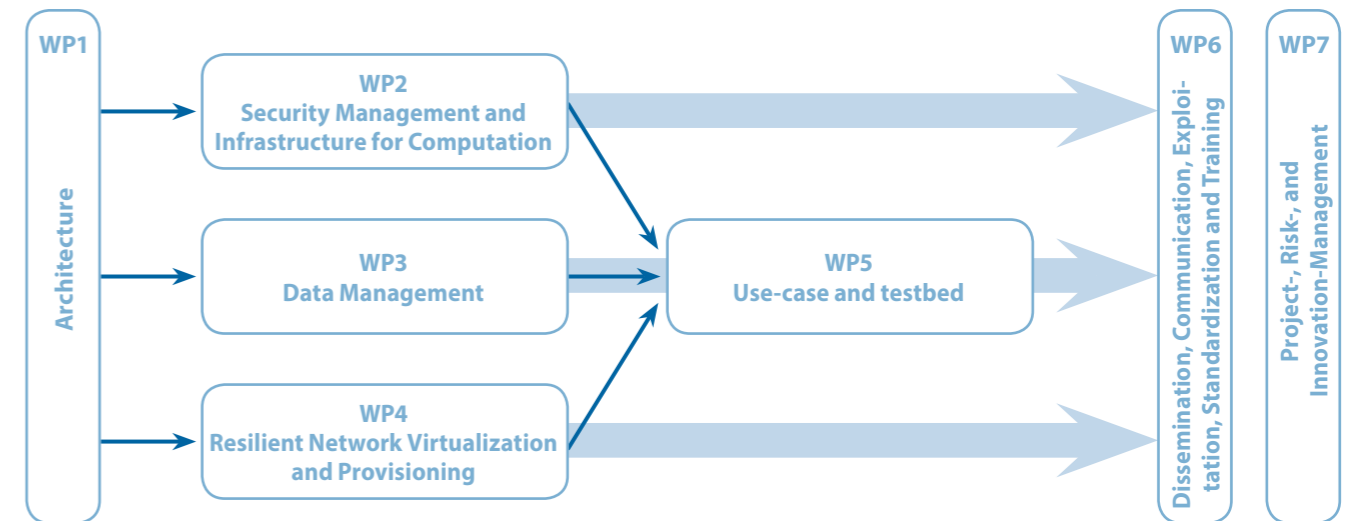 WP1
Architecture
WP2
Security Management and
Infrastructure for Computation
WP3
Data Management
WP4
Resilient Network Virtualization
and Provisioning
WP5
Use-case and testbed
WP6
Dissemination, Communication, Exploi-
tation, Standardization and Training
WP7
Project-, Risk-, and
Innovation-Management